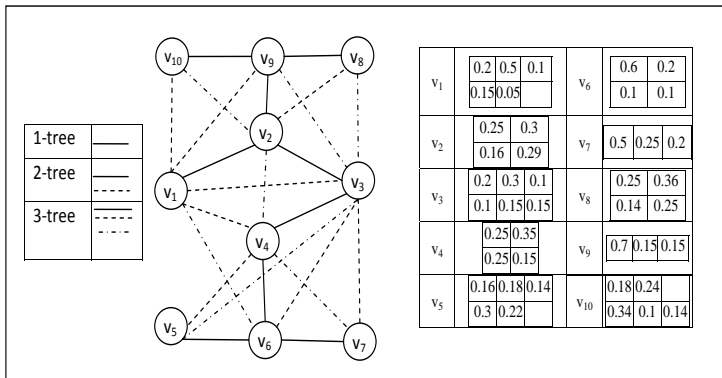 1-tree
2-tree
3-tree
v10 v9 v8
v2
v1 v3
v4
v5 v6 v7
v1 0.2 0.5 0.1 v6 0.6 0.2
0.15 0.05 0.1 0.1
v2 0.25 0.3 v7 0.5 0.25 0.2
0.16 0.29
v3 0.2 0.3 0.1 v8 0.25 0.36
0.1 0.15 0.15 0.14 0.25
v4 0.25 0.35 v9 0.7 0.15 0.15
0.25 0.15
v5 0.16 0.18 0.14 v10 0.18 0.24
0.3 0.22 0.34 0.1 0.14